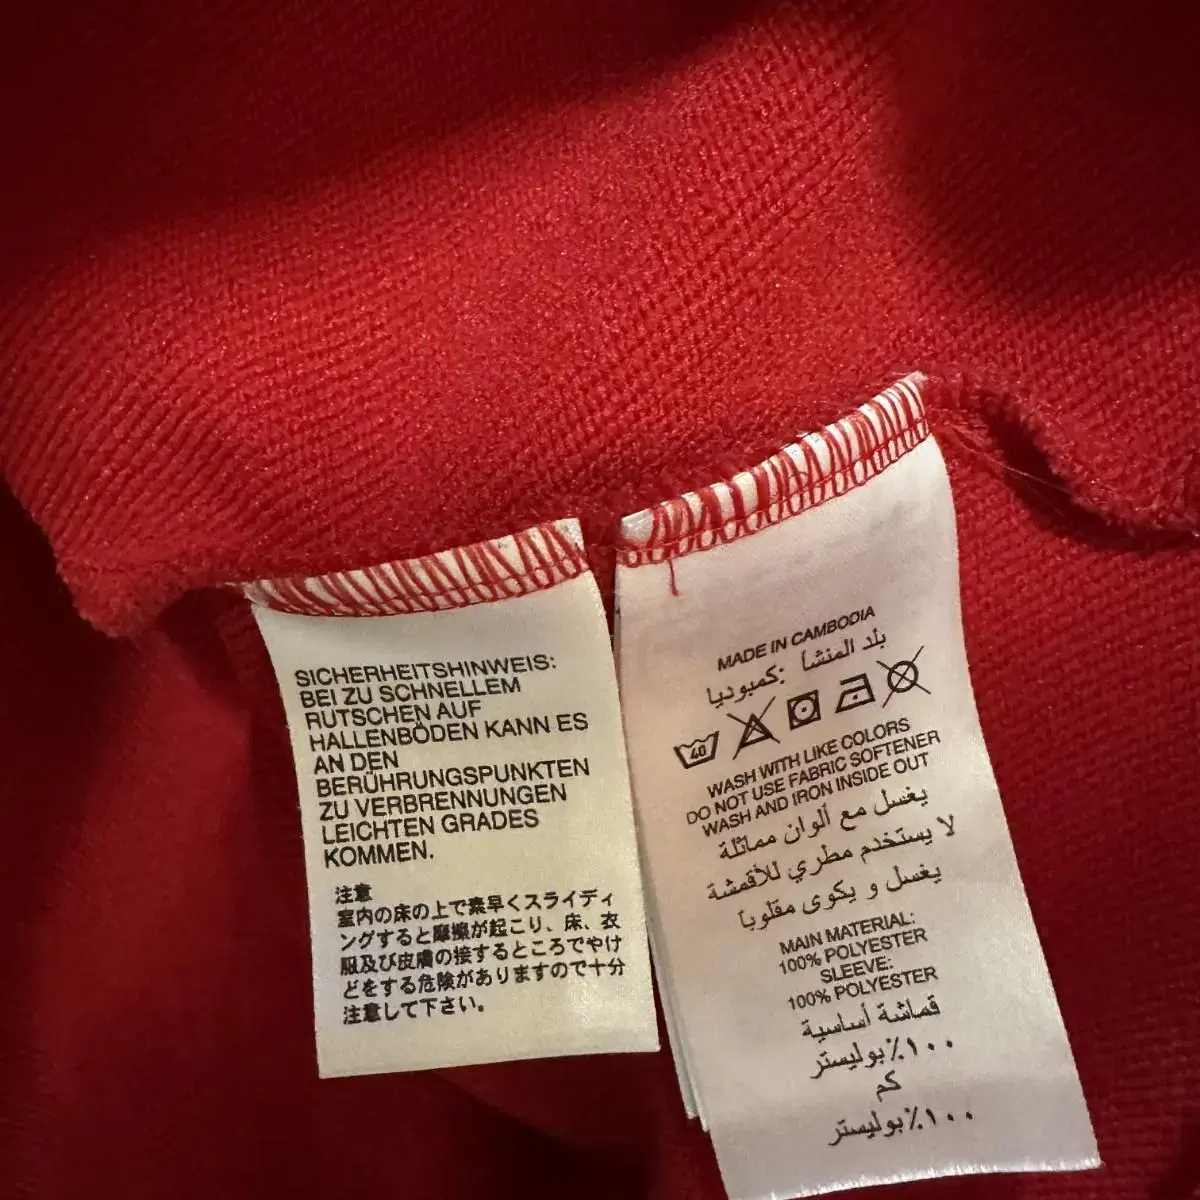 SICHERHEITSHINWEIS:
BEI ZU SCHNELLEM
RUTSCHEN AUF
HALLENBÖDEN KANN ES
AN DEN
BERÜHRUNGSPUNKTEN
ZU VERBRENNUNGEN
LEICHTEN GRADES
KOMMEN.
注意
室内の床の上で素早くスライディ
ングすると摩擦が起こり、床、衣
服及び皮膚の接するところでやけ
どをする危険がありますので十分
注意して下さい。
MADE IN CAMBODIA
بلد المنشأ :كمبوديا
40
WASH WITH LIKE COLORS
DO NOT USE FABRIC SOFTENER
WASH AND IRON INSIDE OUT
يغسل مع ألوان مماثلة
لا يستخدم مطري للأقمشة
يغسل و يكوى مقلوبا
MAIN MATERIAL:
100% POLYESTER
SLEEVE:
100% POLYESTER
قماشة أساسية
١٠٠٪بوليستر
كم
١٠٠٪بوليستر